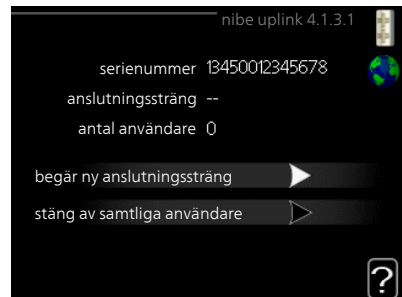 nibe uplink 4.1.3.1
serienummer 13450012345678
anslutningssträng --
antal användare 0
begär ny anslutningssträng
stäng av samtliga användare
?